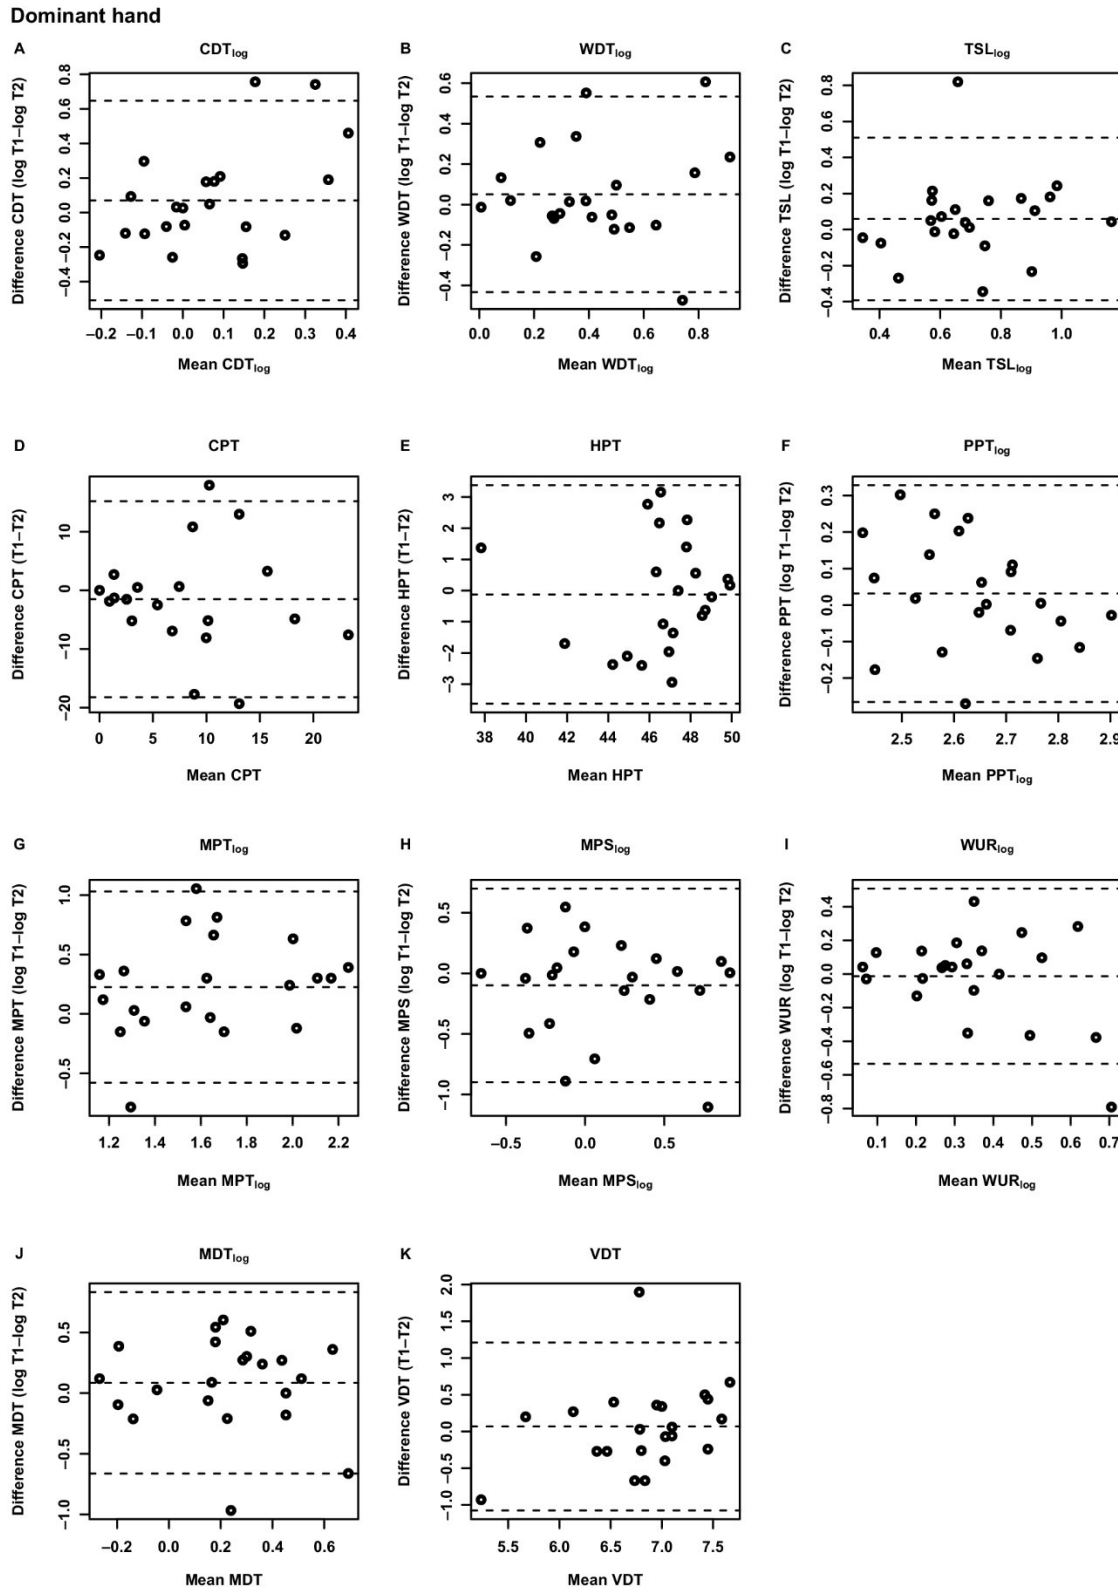 Dominant hand
A
CDTlog
Difference CDT (log T1–log T2)
0.8
0.6
0.4
0.2
0.0
–0.2
–0.4
–0.2 –0.1 0.0 0.1 0.2 0.3 0.4
Mean CDTlog
B
WDTlog
Difference WDT (log T1–log T2)
0.6
0.4
0.2
0.0
–0.2
–0.4
0.0 0.2 0.4 0.6 0.8
Mean WDTlog
C
TSLlog
Difference TSL (log T1–log T2)
0.8
0.6
0.4
0.2
0.0
–0.2
–0.4
0.4 0.6 0.8 1.0
Mean TSLlog
D
CPT
Difference CPT (T1–T2)
10
0
–10
–20
0 5 10 15 20
Mean CPT
E
HPT
Difference HPT (T1–T2)
3
2
1
0
1
–2
–3
38 40 42 44 46 48 50
Mean HPT
F
PPTlog
Difference PPT (log T1–log T2)
0.3
0.2
0.1
0.0
–0.1
–0.2
2.5 2.6 2.7 2.8 2.9
Mean PPTlog
G
MPTlog
Difference MPT (log T1–log T2)
1.0
0.5
0.0
–0.5
1.2 1.4 1.6 1.8 2.0 2.2
Mean MPTlog
H
MPSlog
Difference MPS (log T1–log T2)
0.5
0.0
–0.5
–1.0
–0.5 0.0 0.5
Mean MPSlog
I
WURlog
Difference WUR (log T1–log T2)
0.4
0.2
0.0
–0.2
–0.4
–0.6
–0.8
0.1 0.2 0.3 0.4 0.5 0.6 0.7
Mean WURlog
J
MDTlog
Difference MDT (log T1–log T2)
0.5
0.0
–0.5
–1.0
–0.2 0.0 0.2 0.4 0.6
Mean MDT
K
VDT
Difference VDT (T1–T2)
2.0
1.5
1.0
0.5
0.0
–0.5
–1.0
5.5 6.0 6.5 7.0 7.5
Mean VDT